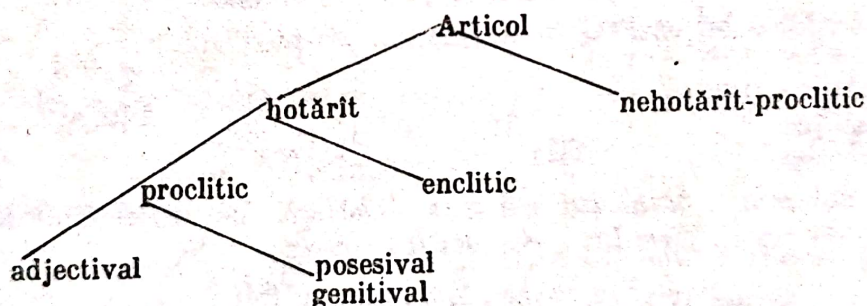 Articol
hotărît
nehotărît-proclitic
proclitic
enclitic
adjectival
posesival
genitival